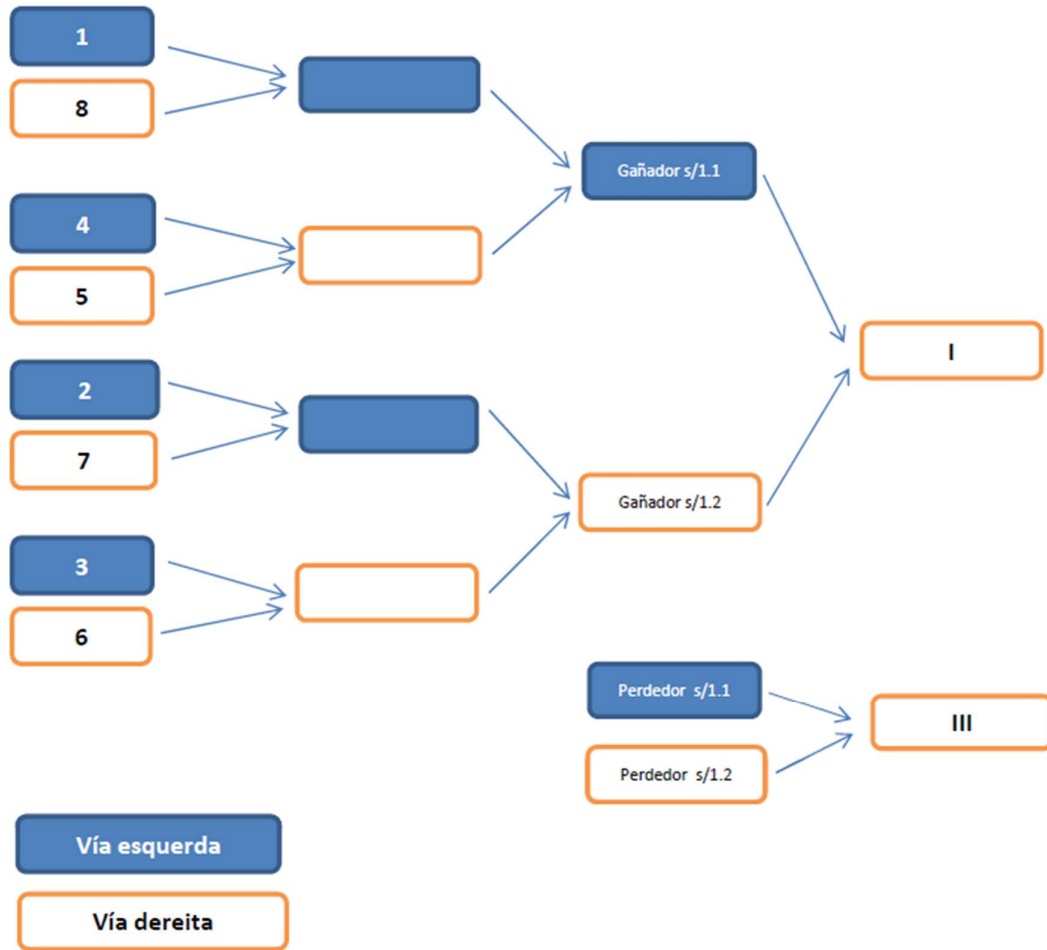 1
8
4
5
2
7
3
6
Gañador s/1.1
Gañador s/1.2
I
Perdedor s/1.1
Perdedor s/1.2
III
Vía esquerda
Vía dereita